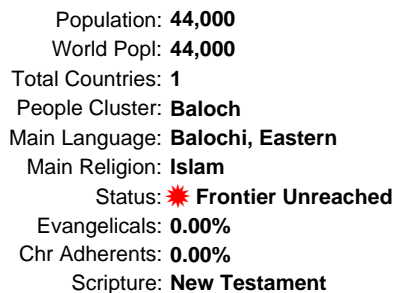 Population: 44,000
World Popl: 44,000
Total Countries: 1
People Cluster: Baloch
Main Language: Balochi, Eastern
Main Religion: Islam
Status: Frontier Unreached
Evangelicals: 0.00%
Chr Adherents: 0.00%
Scripture: New Testament